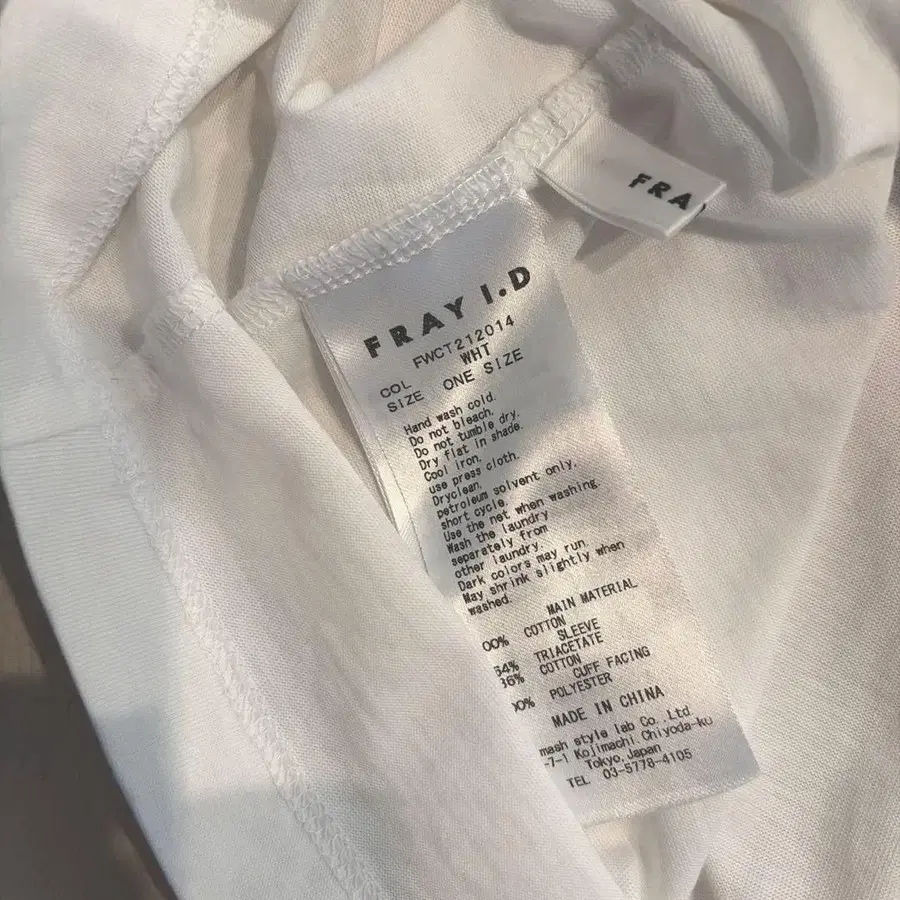 FRA
FRAY I.D
FWCT212014
COL WHT
SIZE ONE SIZE
Hand wash cold.
Do not bleach.
Do not tumble dry.
Dry flat in shade.
Cool iron.
use press cloth.
Dryclean.
petroleum solvent only.
short cycle.
Use the net when washing.
Wash the laundry
separately from
other laundry.
Dark colors may run.
May shrink slightly when
washed.
MAIN MATERIAL
00% COTTON
SLEEVE
64% TRIACETATE
36% COTTON
CUFF FACING
00% POLYESTER
MADE IN CHINA
mash style lab Co.,Ltd.
-7-1 Kojimachi,Chiyoda-ku
Tokyo,Japan
TEL 03-5778-4105